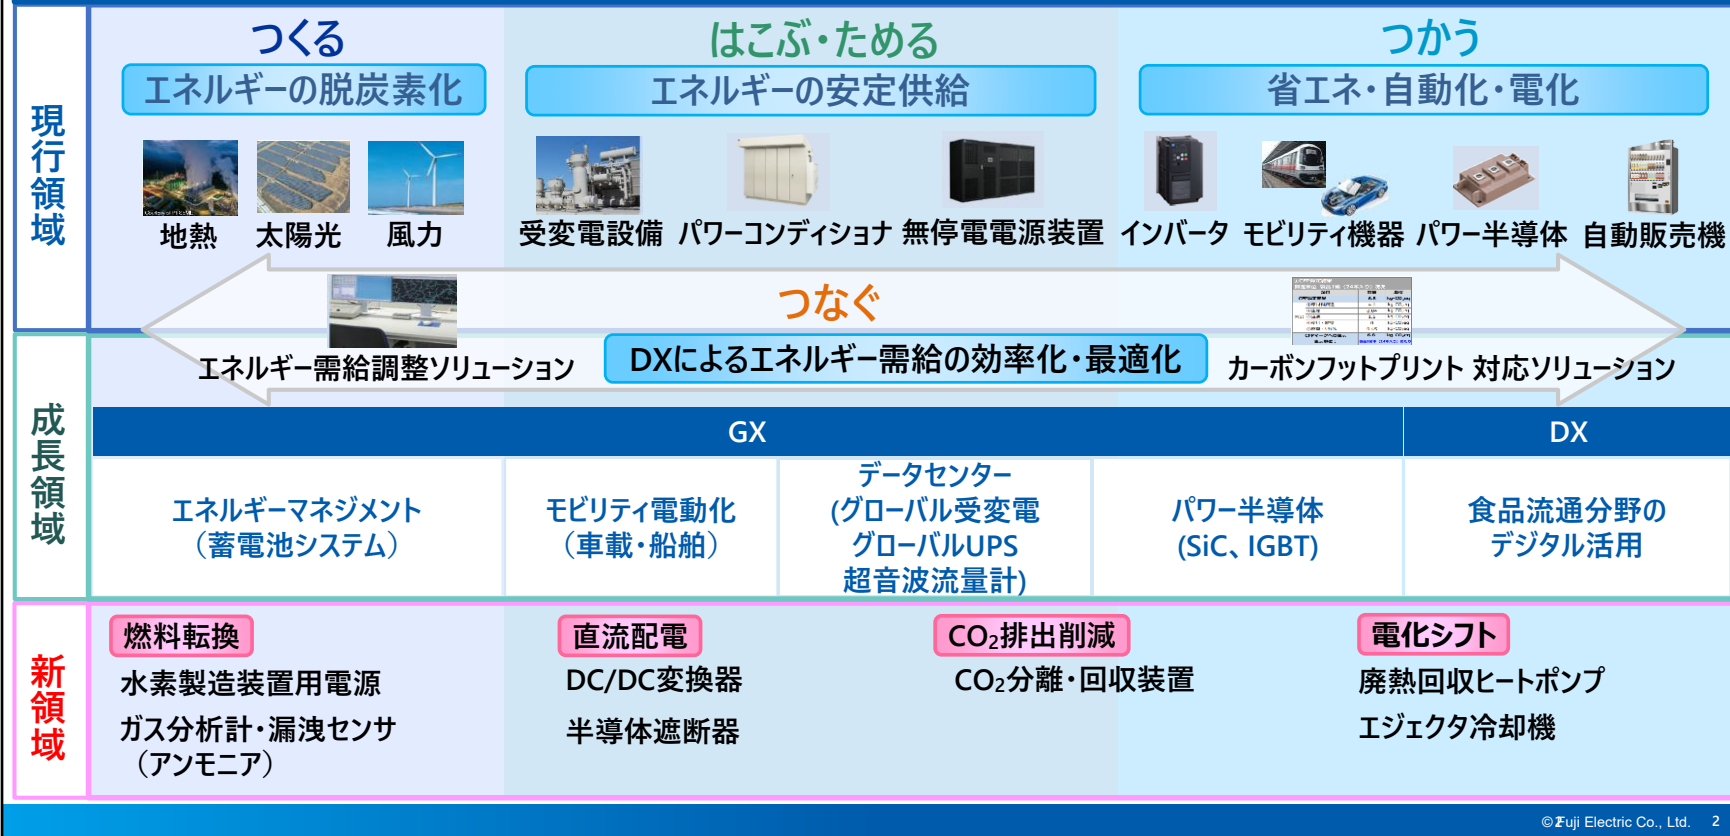 現行領域
つくる
エネルギーの脱炭素化
地熱
太陽光
風力
はこぶ・ためる
エネルギーの安定供給
受変電設備
パワーコンディショナ
無停電電源装置
つかう
省エネ・自動化・電化
インバータ
モビリティ機器
パワー半導体
自動販売機
つなぐ
エネルギー需給調整ソリューション
DXによるエネルギー需給の効率化・最適化
カーボンフットプリント 対応ソリューション
成長領域
GX
DX
エネルギーマネジメント
（蓄電池システム）
モビリティ電動化
（車載・船舶）
データセンター
(グローバル受変電
グローバルUPS
超音波流量計)
パワー半導体
(SiC、IGBT)
食品流通分野の
デジタル活用
新領域
燃料転換
水素製造装置用電源
ガス分析計・漏洩センサ
（アンモニア）
直流配電
DC/DC変換器
半導体遮断器
CO₂排出削減
CO₂分離・回収装置
電化シフト
廃熱回収ヒートポンプ
エジェクタ冷却機
© Fuji Electric Co., Ltd. 2